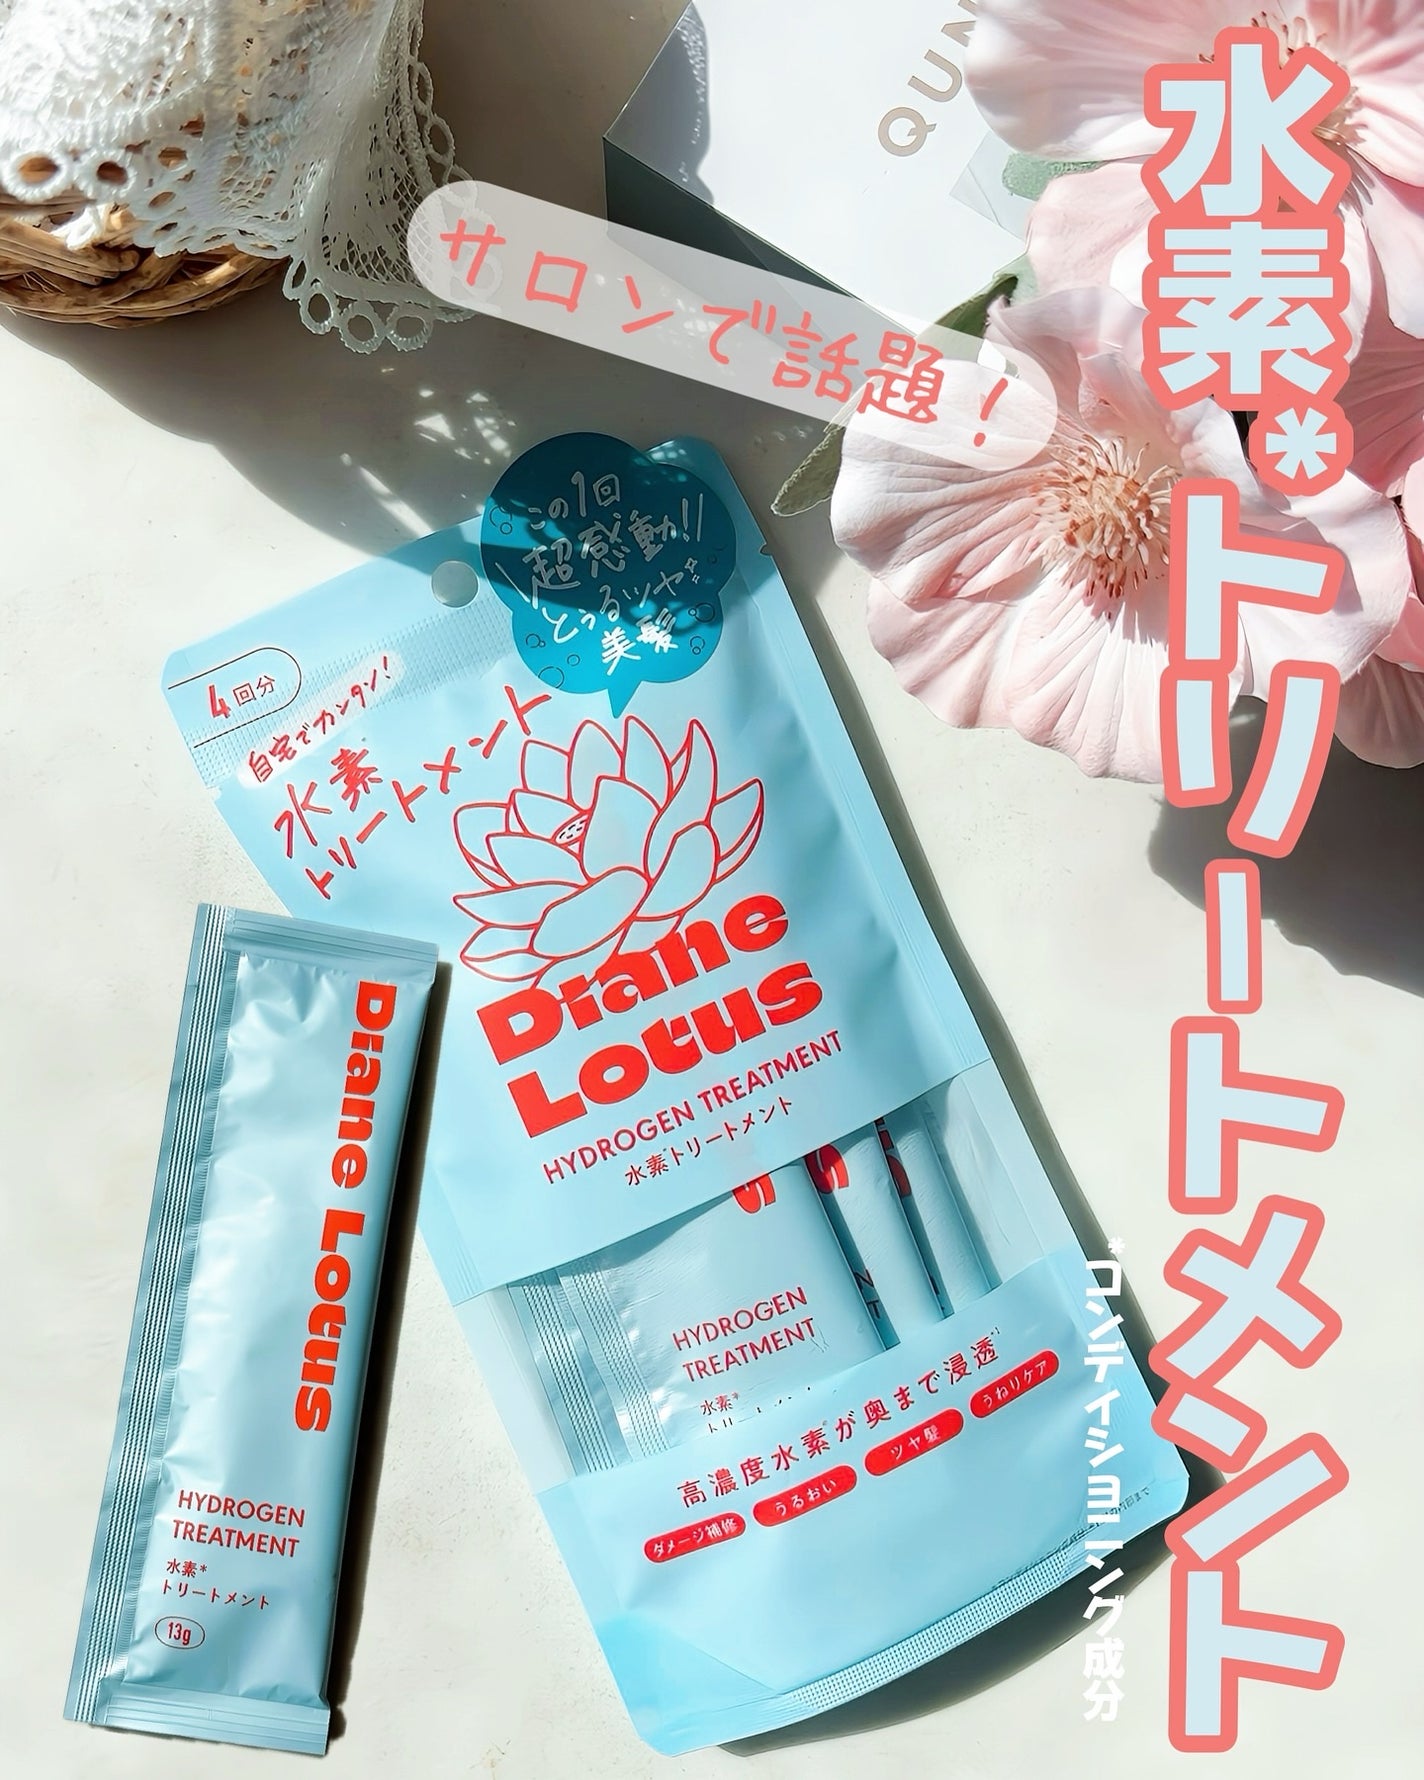 QUN
水素*トリートメント
サロンで話題！
この1回
超感動!!
とぅるツヤ
美髪
4回分
自宅でカンタン!
水素*
トリートメント
Diane
Lotus
HYDROGEN TREATMENT
水素*トリートメント
Diane Lotus
HYDROGEN
TREATMENT
水素*
トリートメント
13g
HYDROGEN
TREATMENT
水素*
高濃度水素*が奥まで浸透*1
ダメージ補修
うるおい
ツヤ髪
うねりケア
*コンディショニング成分